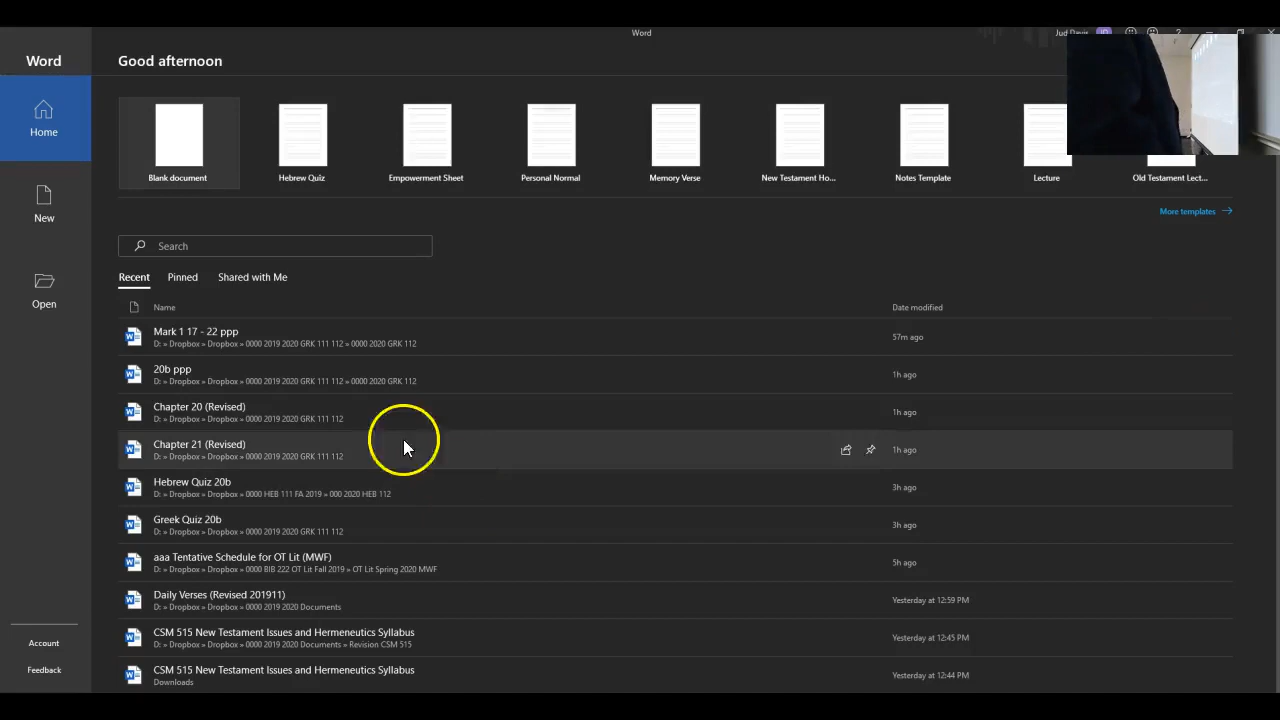 Word
Jud Davis
?
Word
Good afternoon
Home
New
Open
Account
Feedback
Blank document
Hebrew Quiz
Empowerment Sheet
Personal Normal
Memory Verse
New Testament Ho...
Notes Template
Lecture
Old Testament Lect...
More templates
Search
Recent
Pinned
Shared with Me
Name
Date modified
Mark 1 17 - 22 ppp
D: » Dropbox » Dropbox » 0000 2019 2020 GRK 111 112 » 0000 2020 GRK 112
57m ago
20b ppp
D: » Dropbox » Dropbox » 0000 2019 2020 GRK 111 112 » 0000 2020 GRK 112
1h ago
Chapter 20 (Revised)
D: » Dropbox » Dropbox » 0000 2019 2020 GRK 111 112
1h ago
Chapter 21 (Revised)
D: » Dropbox » Dropbox » 0000 2019 2020 GRK 111 112
1h ago
Hebrew Quiz 20b
D: » Dropbox » Dropbox » 0000 HEB 111 FA 2019 » 000 2020 HEB 112
3h ago
Greek Quiz 20b
D: » Dropbox » Dropbox » 0000 2019 2020 GRK 111 112
3h ago
aaa Tentative Schedule for OT Lit (MWF)
D: » Dropbox » Dropbox » 0000 BIB 222 OT Lit Fall 2019 » OT Lit Spring 2020 MWF
5h ago
Daily Verses (Revised 201911)
D: » Dropbox » Dropbox » 0000 2019 2020 Documents
Yesterday at 12:59 PM
CSM 515 New Testament Issues and Hermeneutics Syllabus
D: » Dropbox » Dropbox » 0000 2019 2020 Documents » Revision CSM 515
Yesterday at 12:45 PM
CSM 515 New Testament Issues and Hermeneutics Syllabus
Downloads
Yesterday at 12:44 PM